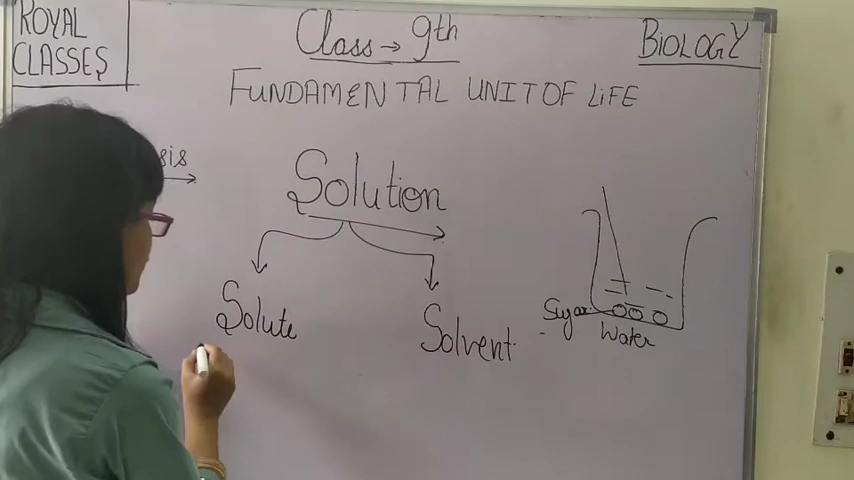 ROYAL
CLASSES
Class → 9th
BIOLOGY
FUNDAMENTAL UNIT OF LIFE
Solution
Solute
Solvent
Sugar
Water